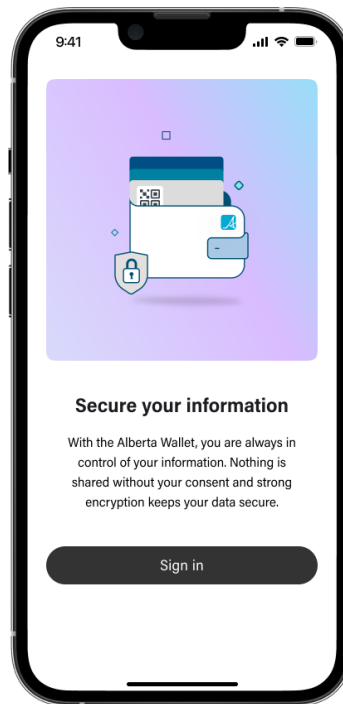 9:41
Secure your information
With the Alberta Wallet, you are always in
control of your information. Nothing is
shared without your consent and strong
encryption keeps your data secure.
Sign in